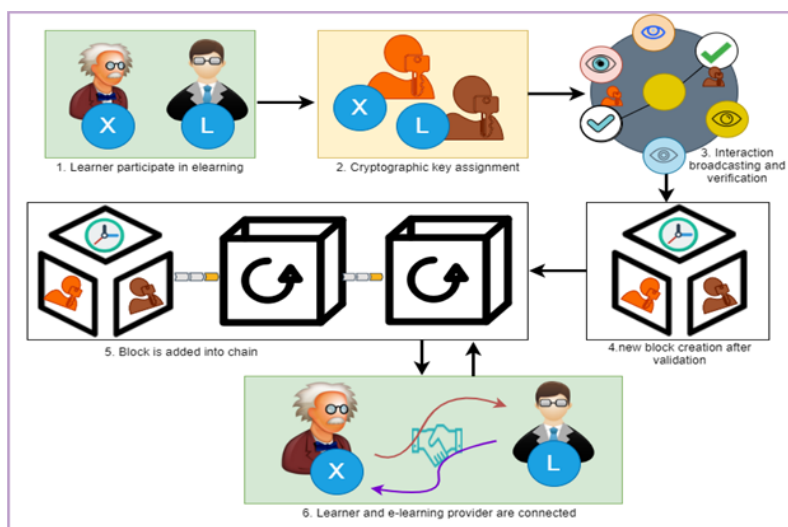 X
L
1. Learner participate in elearning
X
L
2. Cryptographic key assignment
3. Interaction
broadcasting and
verification
4.new block creation after
validation
5. Block is added into chain
X
L
6. Learner and e-learning provider are connected